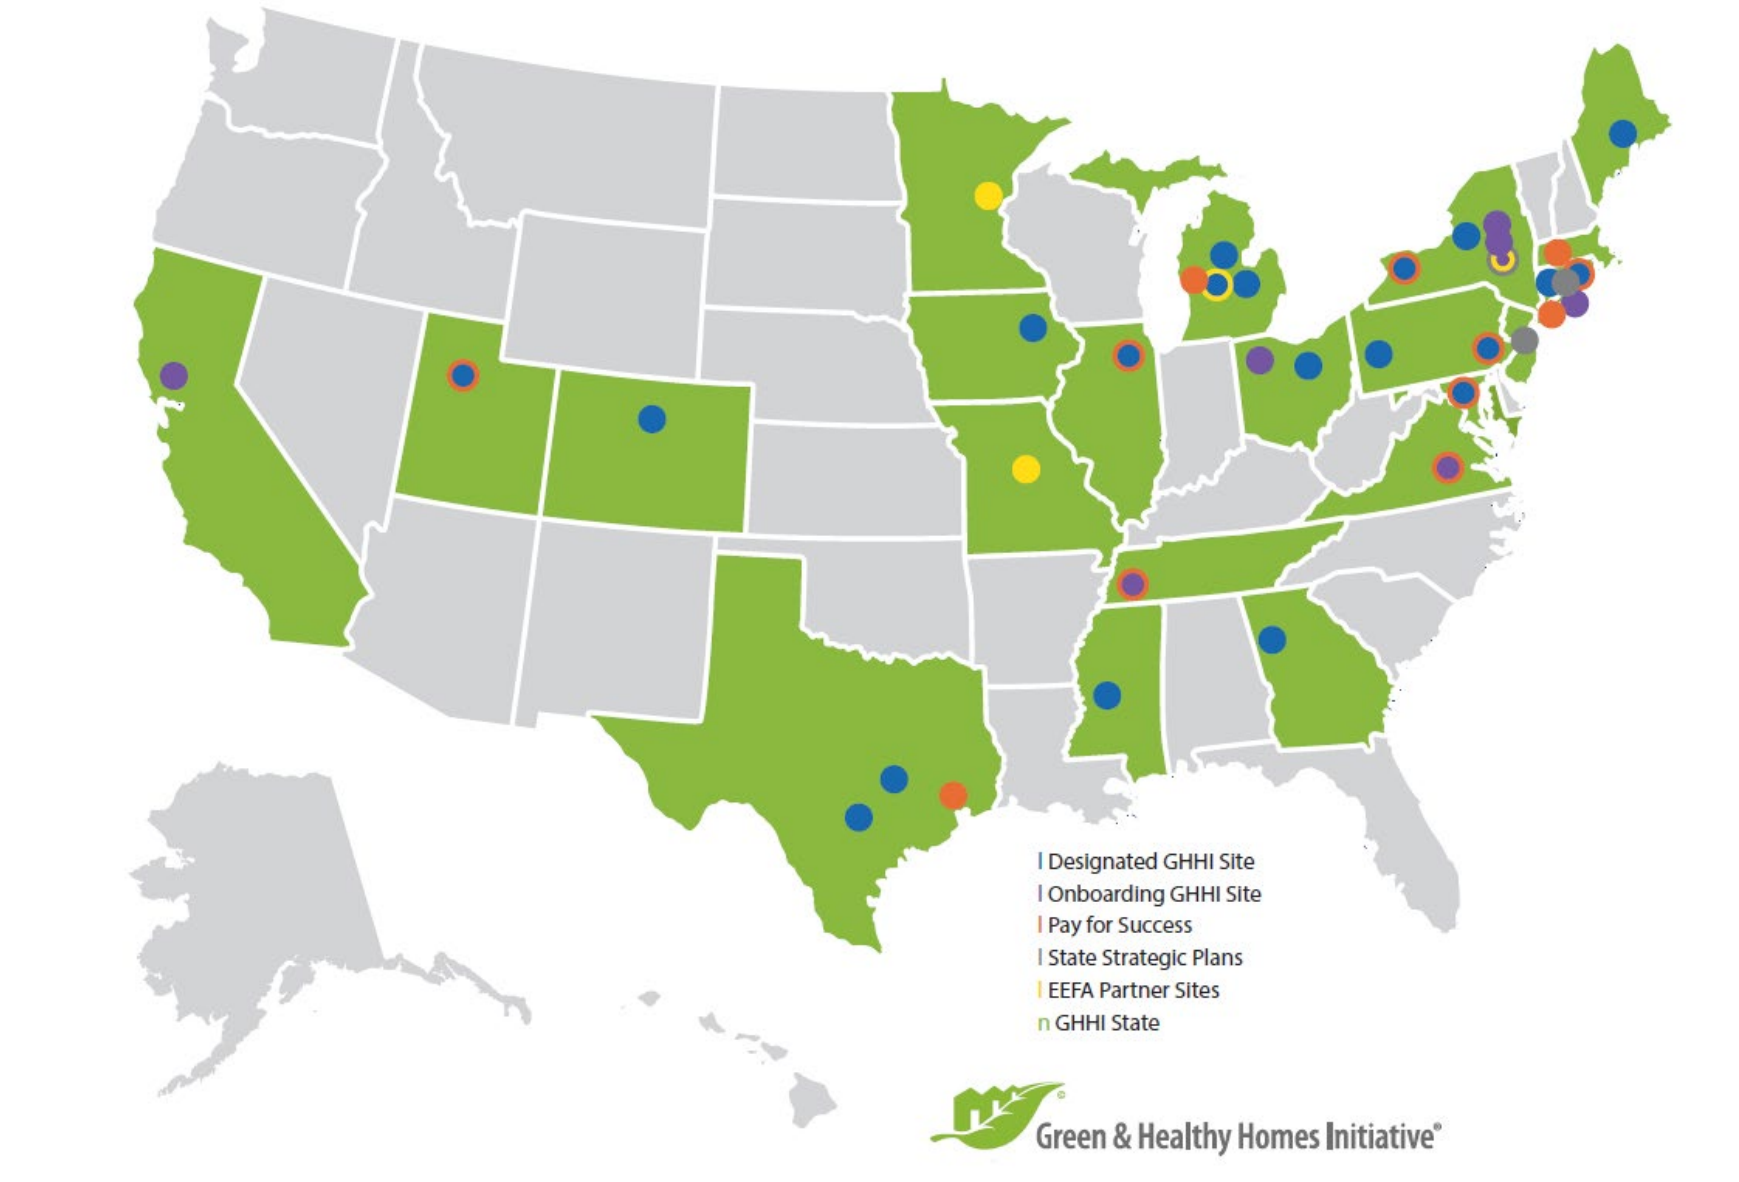 l Designated GHHI Site
l Onboarding GHHI Site
l Pay for Success
l State Strategic Plans
l EEFA Partner Sites
n GHHI State
©
Green & Healthy Homes Initiative®